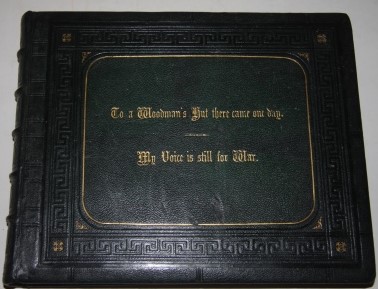 To a Woodman's Hut there came one day.
My Voice is still for War.